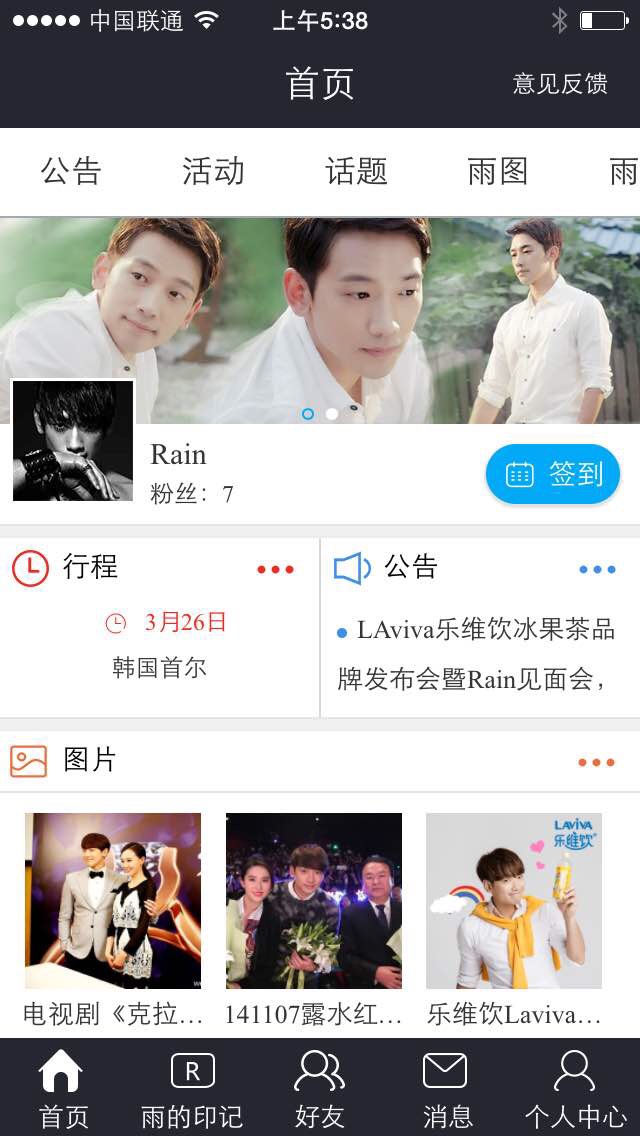 中国联通
上午5:38
首页
意见反馈
公告
活动
话题
雨图
雨
Rain
粉丝：7
签到
行程
3月26日
韩国首尔
公告
LAviva乐维饮冰果茶品
牌发布会暨Rain见面会，
图片
LAVIVA
乐维饮
电视剧《克拉...
141107露水红...
乐维饮Laviva...
首页
R
雨的印记
好友
消息
个人中心